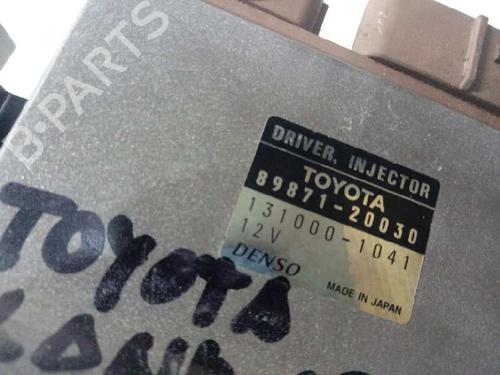 B-PARTS
DRIVER, INJECTOR
TOYOTA
89871-20030
131000-1041
12V
DENSO
MADE IN JAPAN
TOYOTA